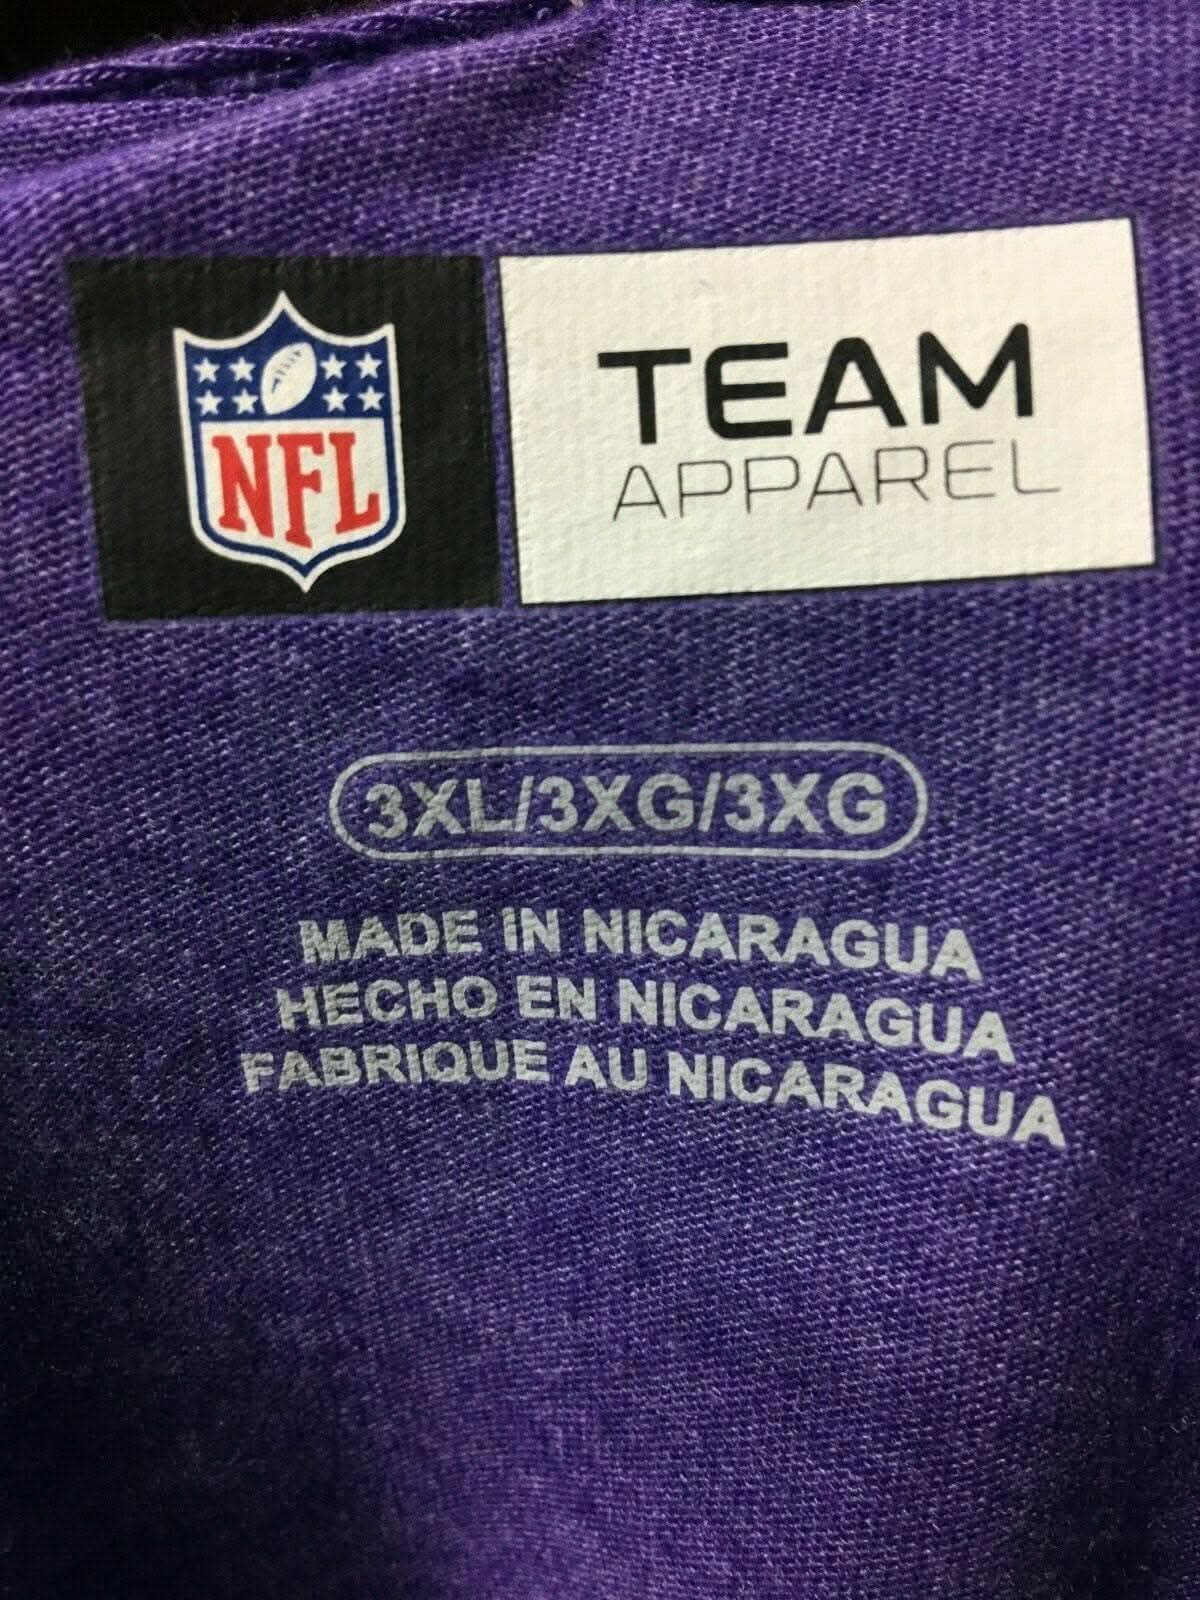 NFL
TEAM
APPAREL
3XL/3XG/3XG
MADE IN NICARAGUA
HECHO EN NICARAGUA
FABRIQUE AU NICARAGUA